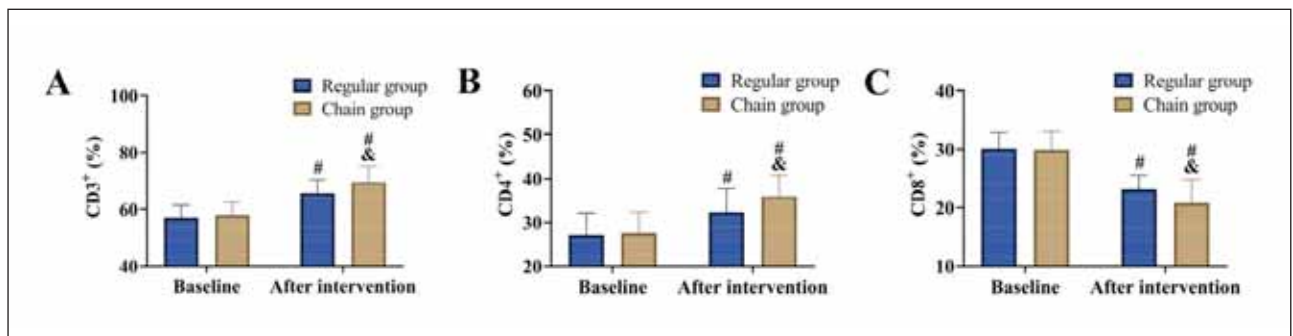 A
Regular group
Chain group
CD3+ (%)
100
80
60
40
#
#
&
Baseline
After intervention
B
Regular group
Chain group
CD4+ (%)
60
50
40
30
20
#
#
&
Baseline
After intervention
C
Regular group
Chain group
CD8+ (%)
40
30
20
10
#
#
&
Baseline
After intervention